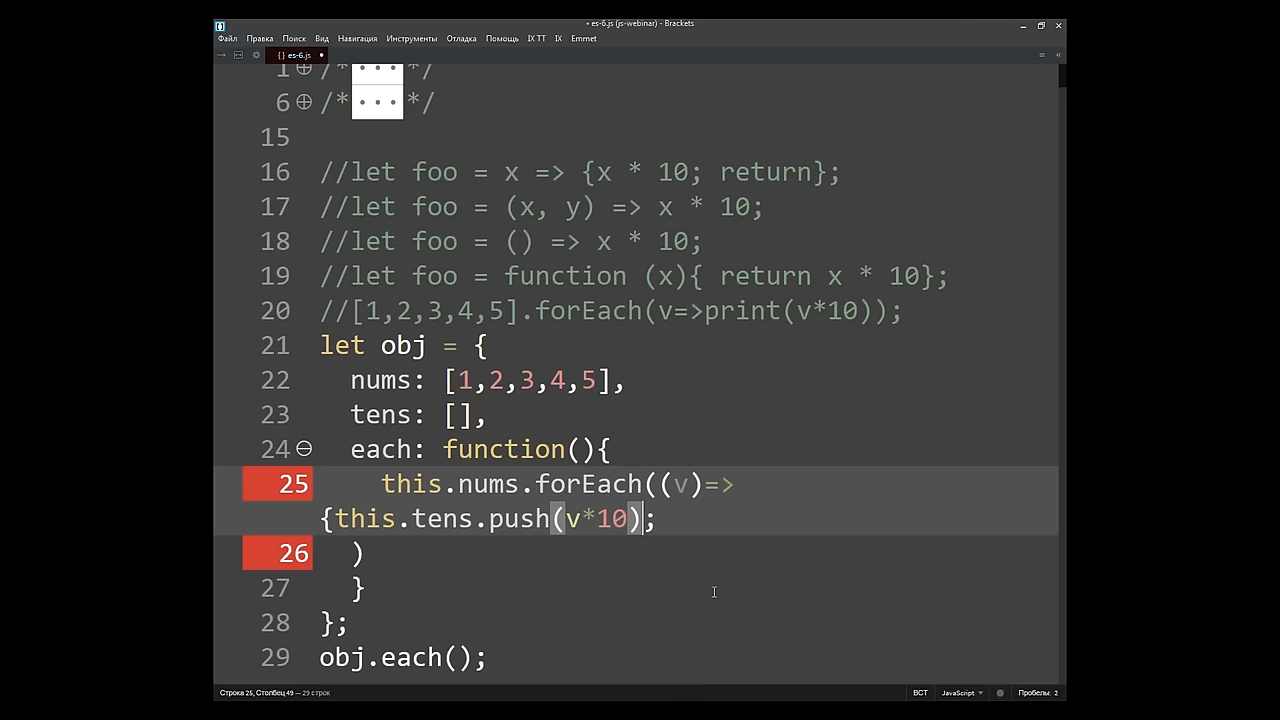 • es-6.js (js-webinar) - Brackets
Файл Правка Поиск Вид Навигация Инструменты Отладка Помощь IX TT IX Emmet
{} es-6.js •
1 /* ••• */
6 /* ••• */
15
16 //let foo = x => {x * 10; return};
17 //let foo = (x, y) => x * 10;
18 //let foo = () => x * 10;
19 //let foo = function (x){ return x * 10};
20 //[1,2,3,4,5].forEach(v=>print(v*10));
21 let obj = {
22 nums: [1,2,3,4,5],
23 tens: [],
24 each: function(){
25 this.nums.forEach((v)=>
{this.tens.push(v*10);
26 )
27 }
28 };
29 obj.each();
Строка 25, Столбец 49 — 29 строк ВСТ JavaScript Пробелы: 2